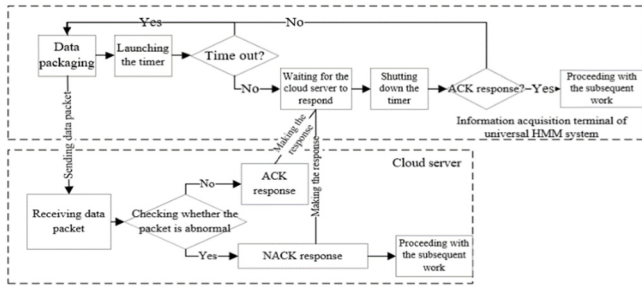 Yes
No
Data
packaging
Launching
the timer
Time out?
No
Waiting for the
cloud server to
respond
Shutting
down the
timer
ACK response?
Yes
Proceeding with
the subsequent
work
Information acquisition terminal of
universal HMM system
Sending data packet
Making the
response
Making the response
Cloud server
Receiving data
packet
Checking whether the
packet is abnormal
No
ACK
response
Yes
NACK response
Proceeding with
the subsequent
work